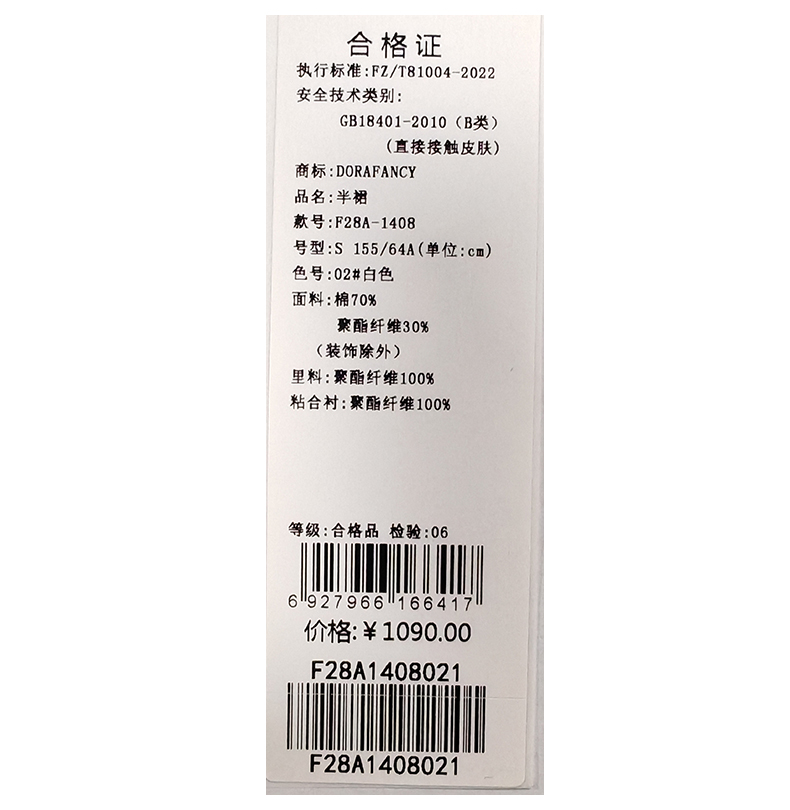 合格证
执行标准:FZ/T81004-2022
安全技术类别:
GB18401-2010（B类）
(直接接触皮肤)
商标:DORAFANCY
品名:半裙
款号:F28A-1408
号型:S 155/64A(单位:cm)
色号:02#白色
面料:棉70%
聚酯纤维30%
（装饰除外）
里料:聚酯纤维100%
粘合衬:聚酯纤维100%
等级:合格品 检验:06
6 927966 166417
价格:¥1090.00
F28A1408021
F28A1408021